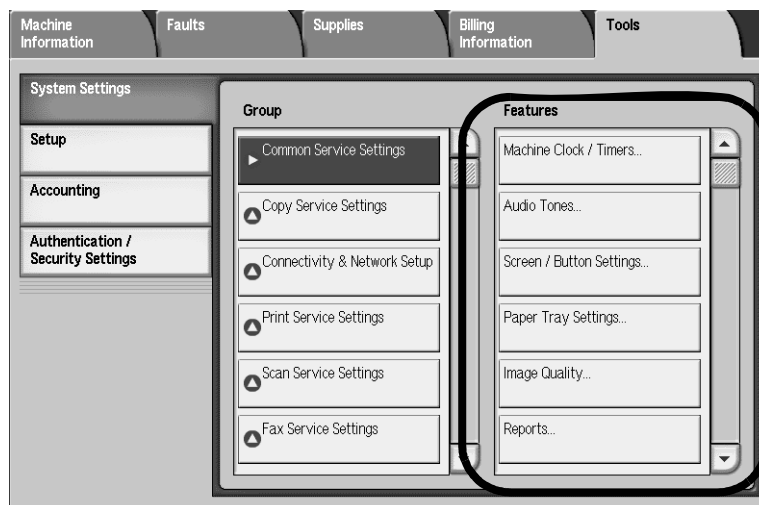 Machine
Information
Faults
Supplies
Billing
Information
Tools
System Settings
Setup
Accounting
Authentication /
Security Settings
Group
Common Service Settings
Copy Service Settings
Connectivity & Network Setup
Print Service Settings
Scan Service Settings
Fax Service Settings
Features
Machine Clock / Timers...
Audio Tones...
Screen / Button Settings...
Paper Tray Settings...
Image Quality...
Reports...